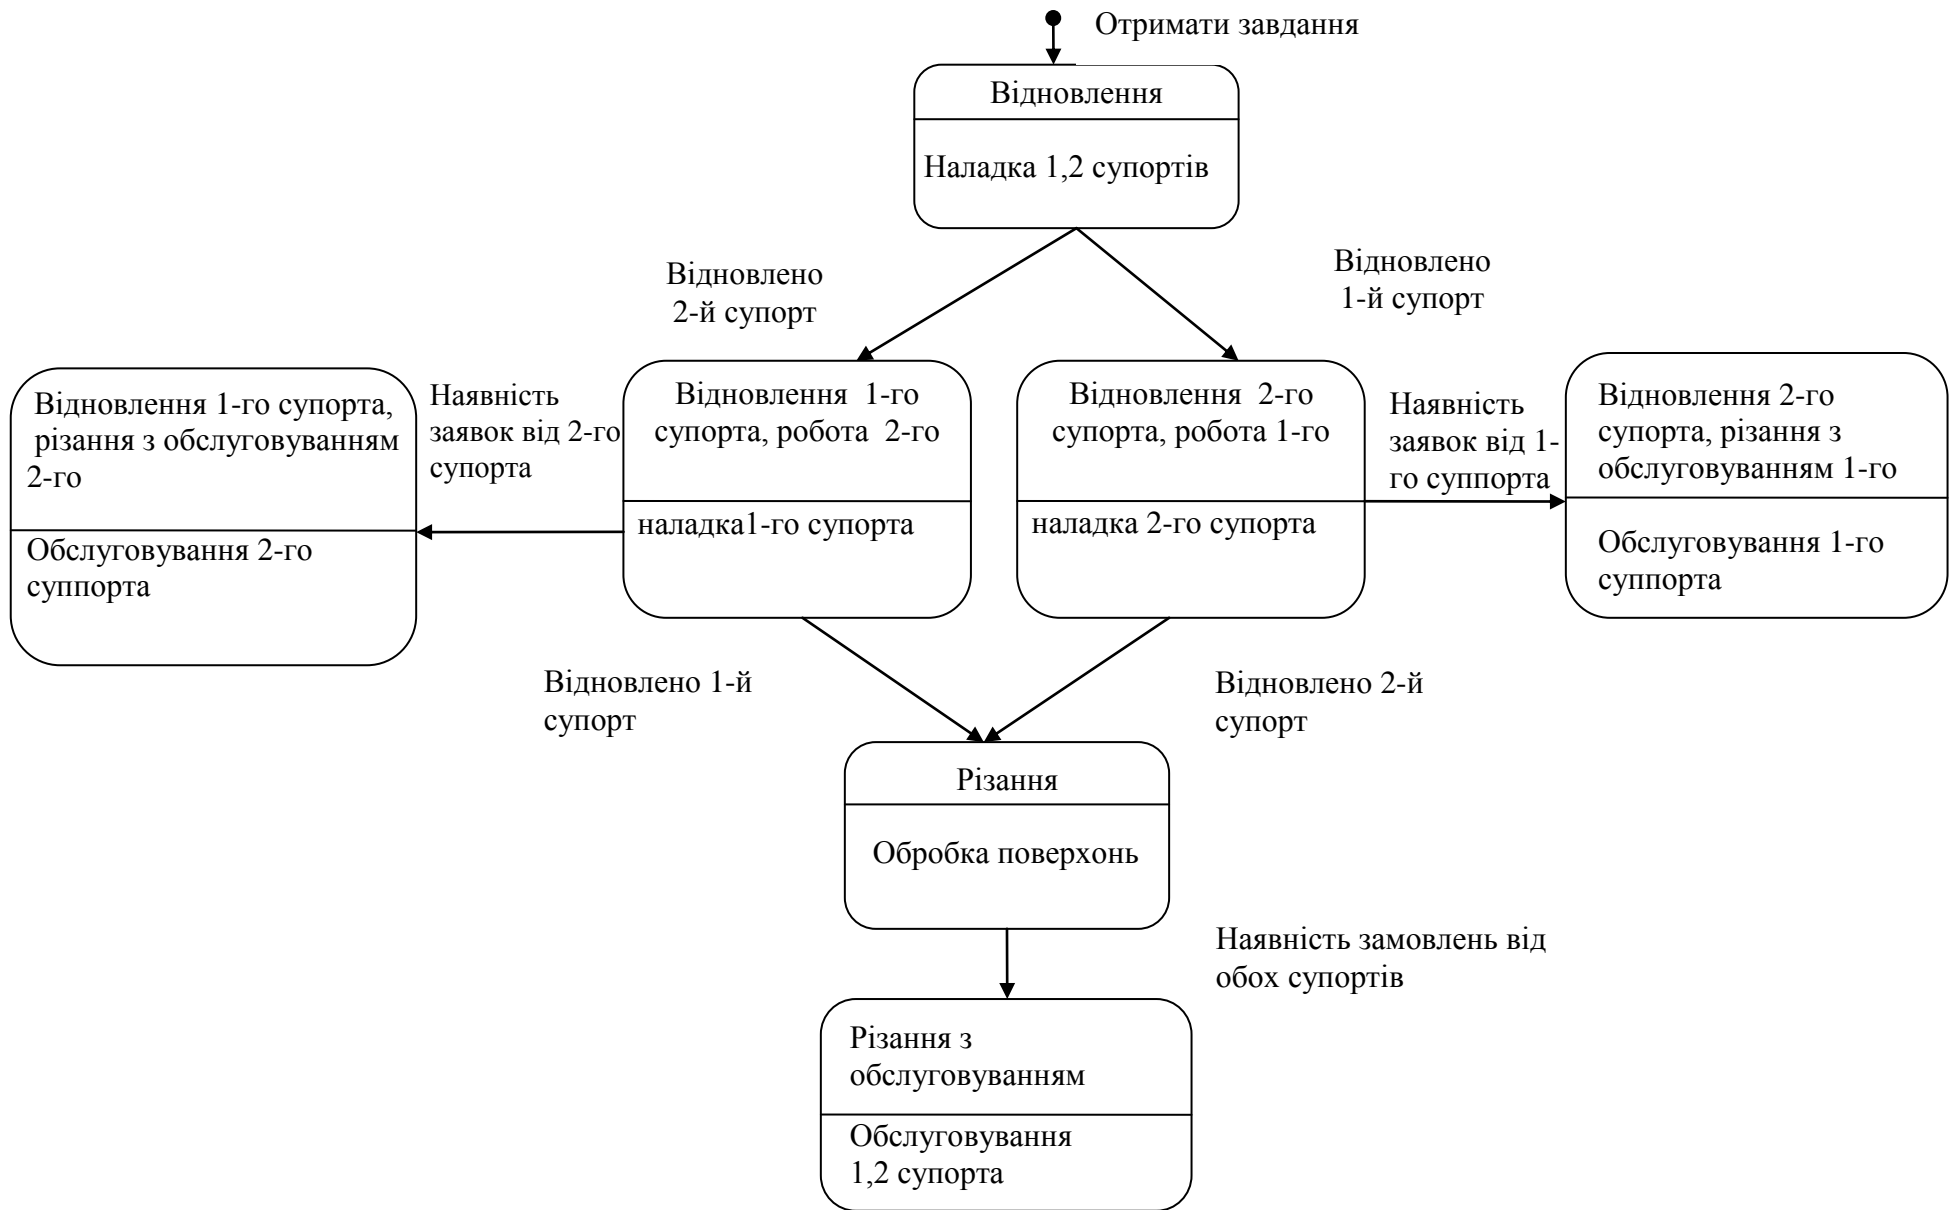 Отримати завдання
Відновлення
Наладка 1,2 супортів
Відновлено
2-й супорт
Відновлено
1-й супорт
Відновлення 1-го супорта,
різання з обслуговуванням
2-го
Обслуговування 2-го
суппорта
Наявність
заявок від 2-го
супорта
Відновлення 1-го
супорта, робота 2-го
наладка1-го супорта
Відновлення 2-го
супорта, робота 1-го
наладка 2-го супорта
Наявність
заявок від 1-
го суппорта
Відновлення 2-го
супорта, різання з
обслуговуванням 1-го
Обслуговування 1-го
суппорта
Відновлено 1-й
супорт
Відновлено 2-й
супорт
Різання
Обробка поверхонь
Наявність замовлень від
обох супортів
Різання з
обслуговуванням
Обслуговування
1,2 супорта